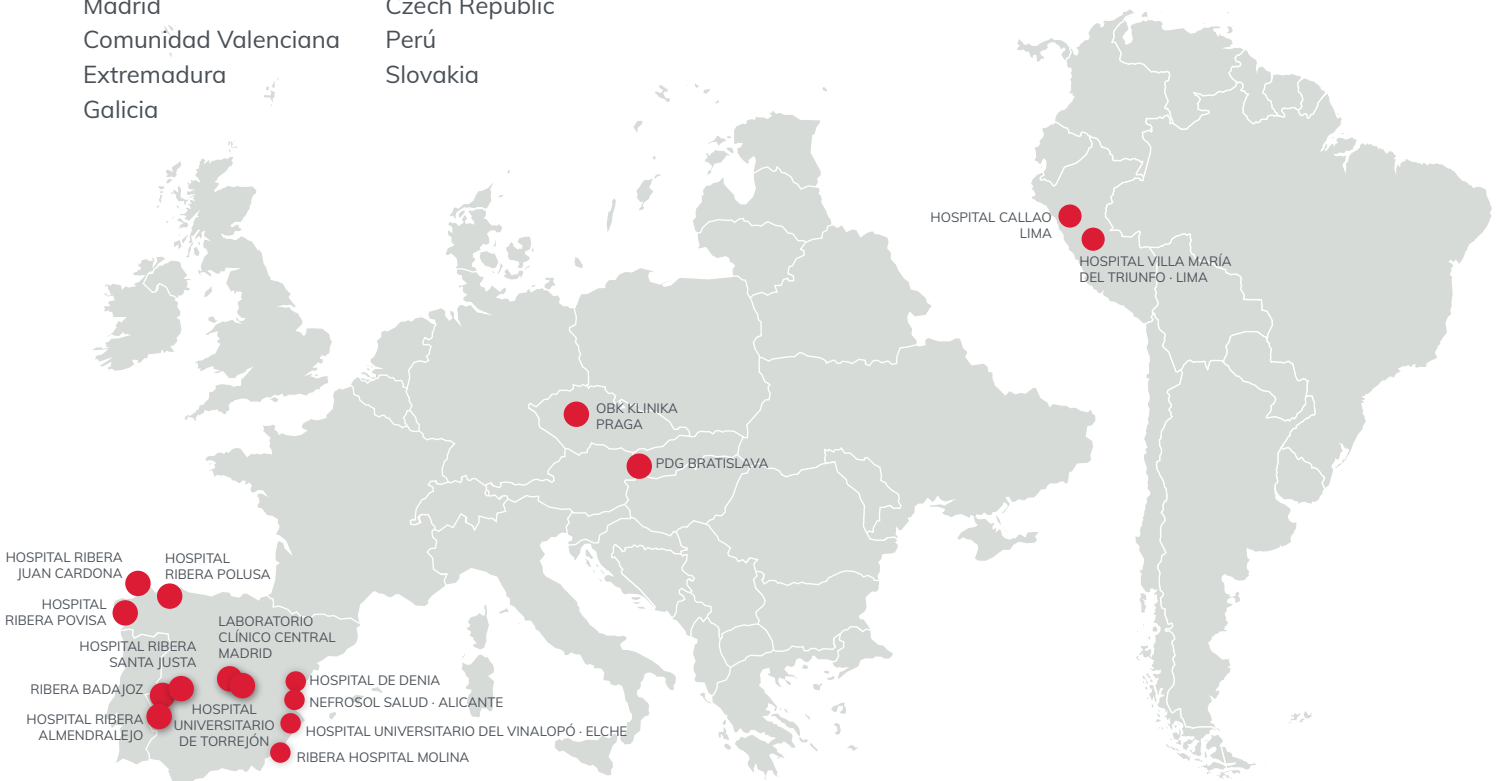 Madrid
Comunidad Valenciana
Extremadura
Galicia
Czech Republic
Perú
Slovakia
HOSPITAL CALLAO
LIMA
HOSPITAL VILLA MARÍA
DEL TRIUNFO · LIMA
OBK KLINIKA
PRAGA
PDG BRATISLAVA
HOSPITAL RIBERA
JUAN CARDONA
HOSPITAL
RIBERA POLUSA
HOSPITAL
RIBERA POVISA
LABORATORIO
CLÍNICO CENTRAL
MADRID
HOSPITAL RIBERA
SANTA JUSTA
RIBERA BADAJOZ
HOSPITAL RIBERA
ALMENDRALEJO
HOSPITAL
UNIVERSITARIO
DE TORREJÓN
HOSPITAL DE DENIA
NEFROSOL SALUD · ALICANTE
HOSPITAL UNIVERSITARIO DEL VINALOPÓ · ELCHE
RIBERA HOSPITAL MOLINA